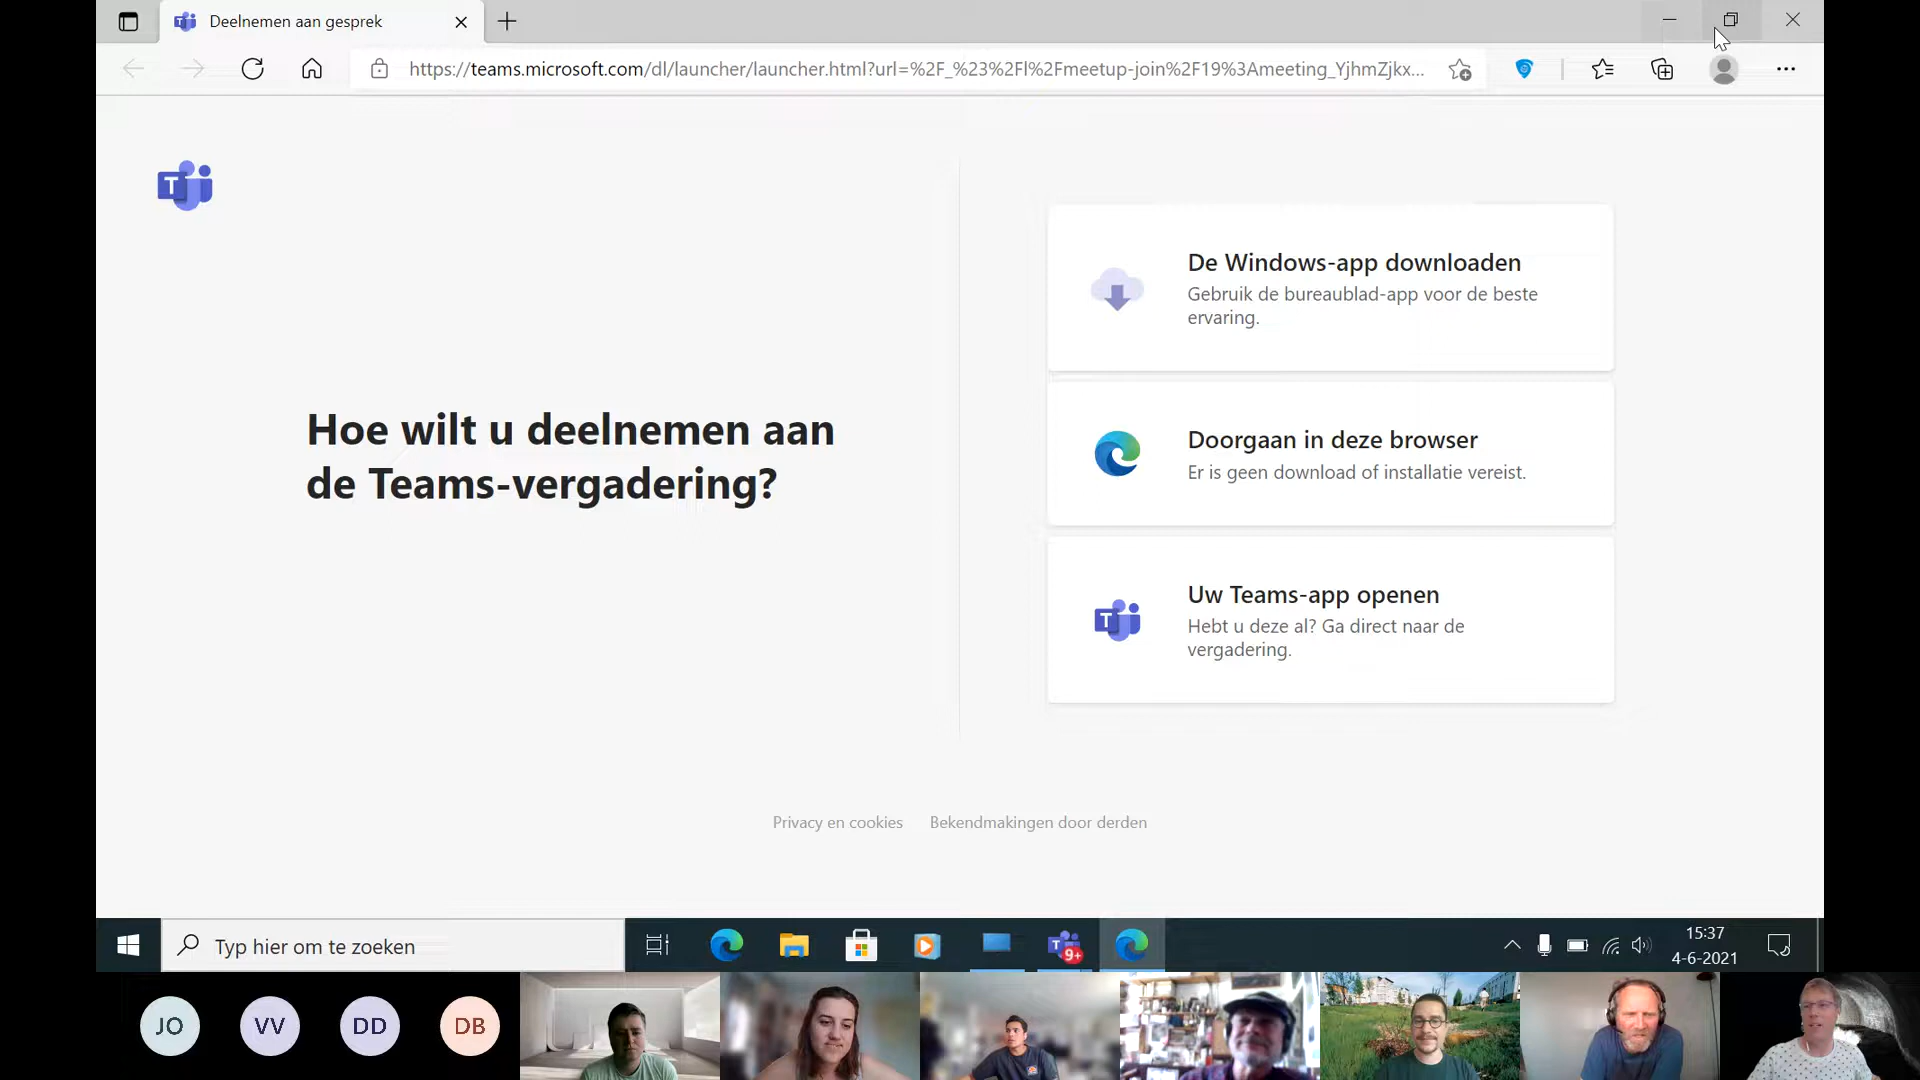 Deelnemen aan gesprek
https://teams.microsoft.com/dl/launcher/launcher.html?url=%2F_%23%2Fl%2Fmeetup-join%2F19%3Ameeting_YjhmZjkx...
T
De Windows-app downloaden
Gebruik de bureaublad-app voor de beste
ervaring.
Hoe wilt u deelnemen aan
de Teams-vergadering?
Doorgaan in deze browser
Er is geen download of installatie vereist.
T
Uw Teams-app openen
Hebt u deze al? Ga direct naar de
vergadering.
Privacy en cookies
Bekendmakingen door derden
Typ hier om te zoeken
T
9+
15:37
4-6-2021
JO
VV
DD
DB